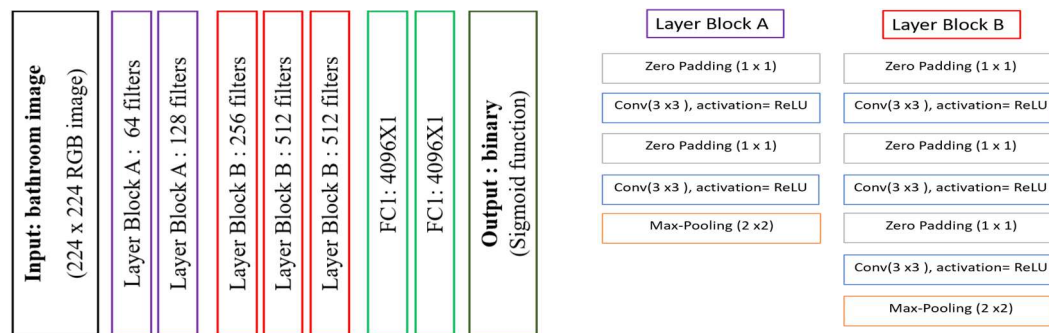 Input: bathroom image
(224 x 224 RGB image)
Layer Block A : 64 filters
Layer Block A: 128 filters
Layer Block B : 256 filters
Layer Block B : 512 filters
Layer Block B : 512 filters
FC1: 4096X1
FC1: 4096X1
Output : binary
(Sigmoid function)
Layer Block A
Zero Padding (1 x 1)
Conv(3 x3 ), activation= ReLU
Zero Padding (1 x 1)
Conv(3 x3 ), activation= ReLU
Max-Pooling (2 x2)
Layer Block B
Zero Padding (1 x 1)
Conv(3 x3 ), activation= ReLU
Zero Padding (1 x 1)
Conv(3 x3 ), activation= ReLU
Zero Padding (1 x 1)
Conv(3 x3 ), activation= ReLU
Max-Pooling (2 x2)